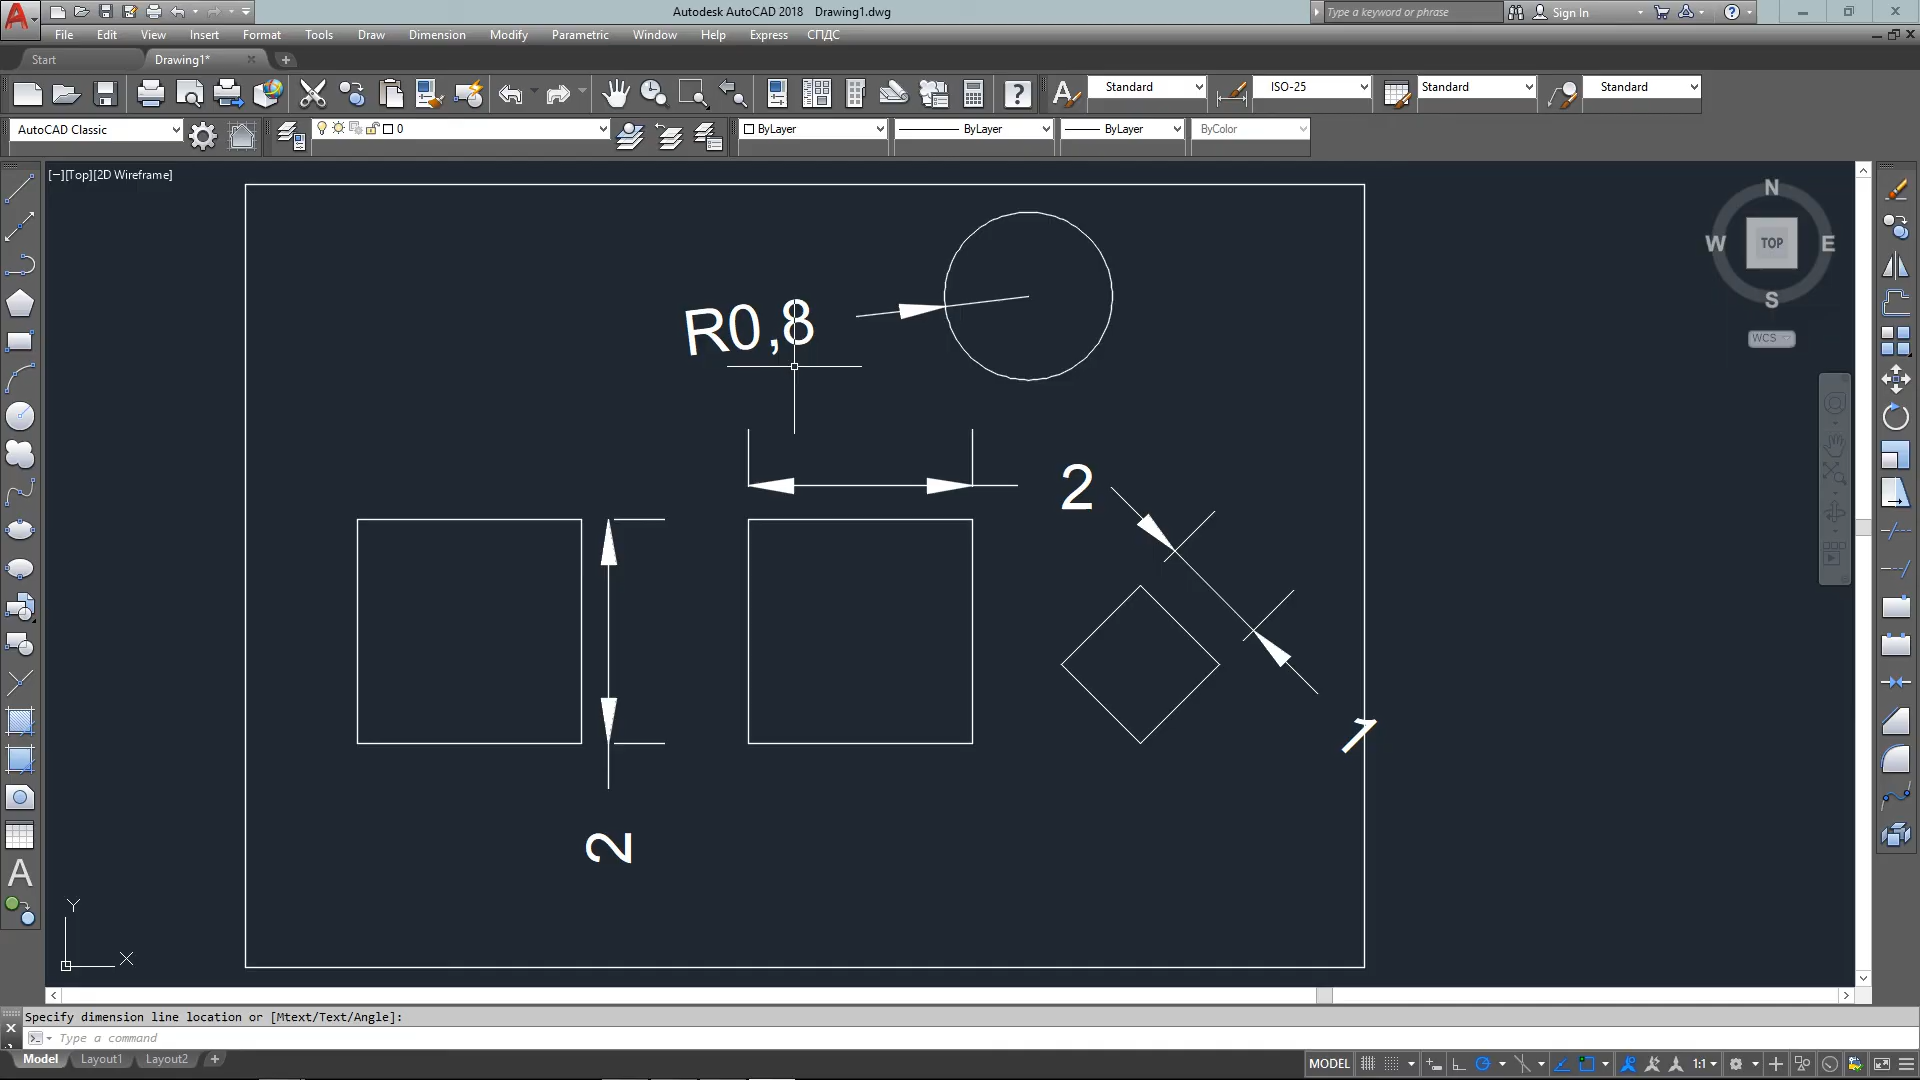 Autodesk AutoCAD 2018 Drawing1.dwg
Type a keyword or phrase
Sign In
File Edit View Insert Format Tools Draw Dimension Modify Parametric Window Help Express СПДС
Start
Drawing1*
Standard
ISO-25
Standard
Standard
AutoCAD Classic
0
ByLayer
ByLayer
ByLayer
ByColor
[−][Top][2D Wireframe]
N
W
TOP
E
S
WCS
R0,8
2
1
2
Y
X
A
Specify dimension line location or [Mtext/Text/Angle]:
Type a command
Model Layout1 Layout2
MODEL
1:1